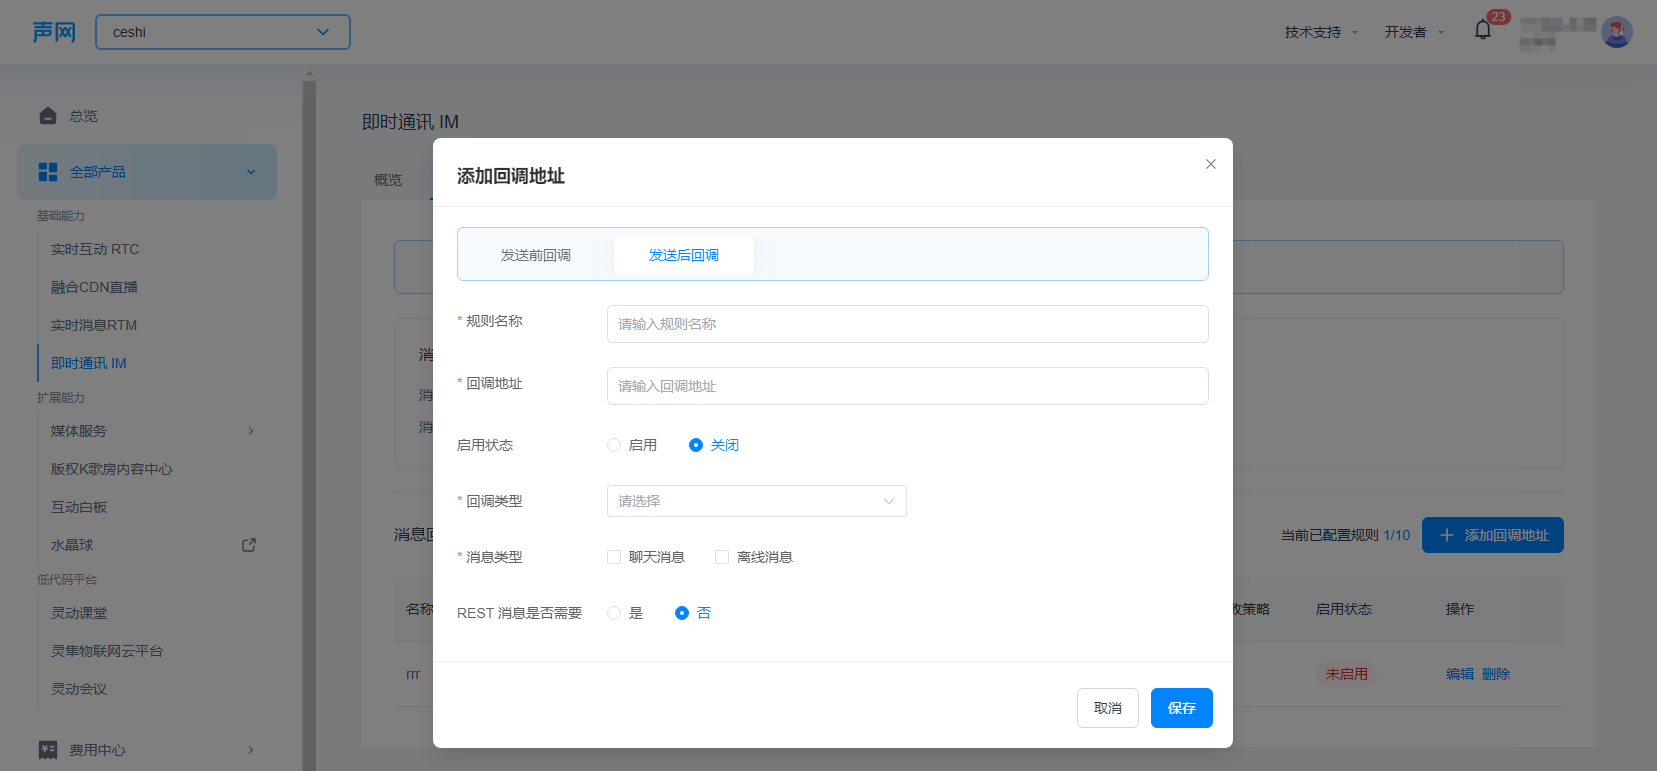 声网
ceshi
技术支持
开发者
23
总览
全部产品
基础能力
实时互动 RTC
融合CDN直播
实时消息RTM
即时通讯 IM
扩展能力
媒体服务
版权K歌房内容中心
互动白板
水晶球
低代码平台
灵动课堂
灵隼物联网云平台
灵动会议
费用中心
即时通讯 IM
概览
添加回调地址
发送前回调
发送后回调
* 规则名称
请输入规则名称
* 回调地址
请输入回调地址
启用状态
启用
关闭
* 回调类型
请选择
* 消息类型
聊天消息
离线消息
REST 消息是否需要
是
否
取消
保存
消
消
消
消息回
当前已配置规则 1/10
添加回调地址
名称
策略
启用状态
操作
rrr
未启用
编辑 删除